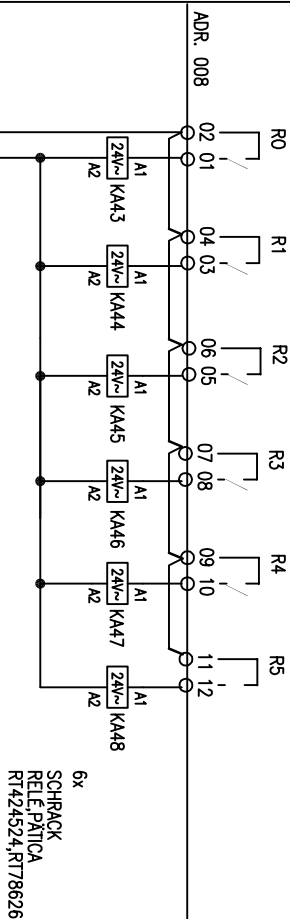 ADR. 008
R0
02
01
A1
24V~
KA43
A2
R1
04
03
A1
24V~
KA44
A2
R2
06
05
A1
24V~
KA45
A2
R3
07
08
A1
24V~
KA46
A2
R4
09
10
A1
24V~
KA47
A2
R5
11
12
A1
24V~
KA48
A2
6x
SCHRACK
RELÉ,PÄTICA
RT424524,RT78626